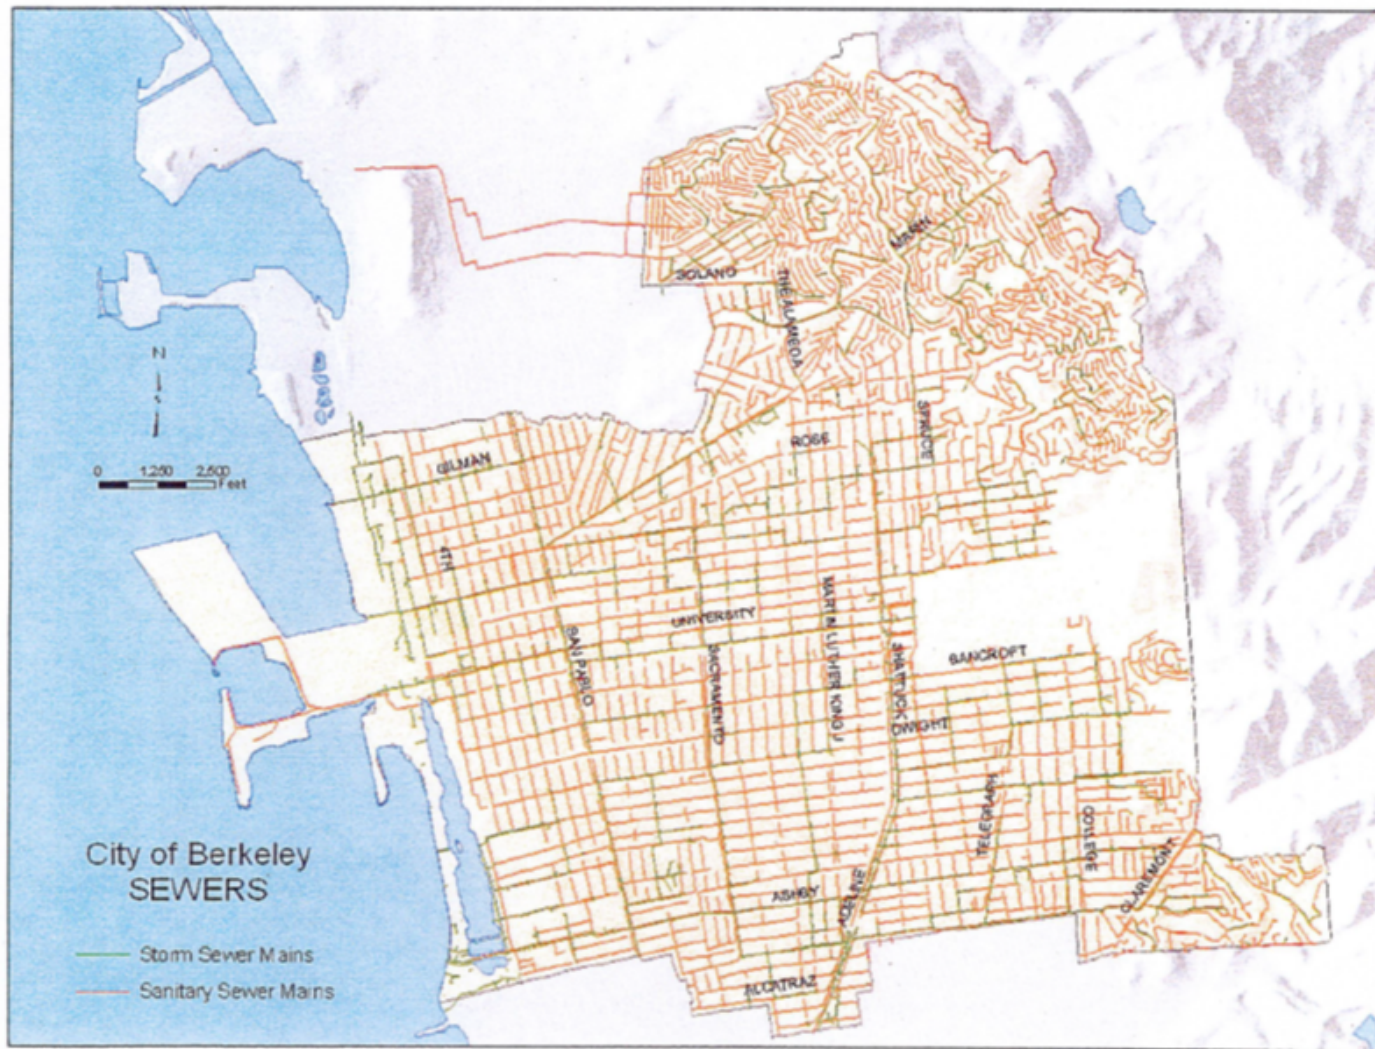 SOLANO
MARIN
THE ALAMEDA
N
0 1,250 2,500
Feet
GILMAN
ROSE
SPRUCE
4TH
UNIVERSITY
SAN PABLO
SACRAMENTO
MARTIN LUTHER KING J
SHATTUCK
BANCROFT
DWIGHT
TELEGRAPH
COLLEGE
CLAREMONT
ASHBY
ADELINE
ALCATRAZ
City of Berkeley
SEWERS
Storm Sewer Mains
Sanitary Sewer Mains